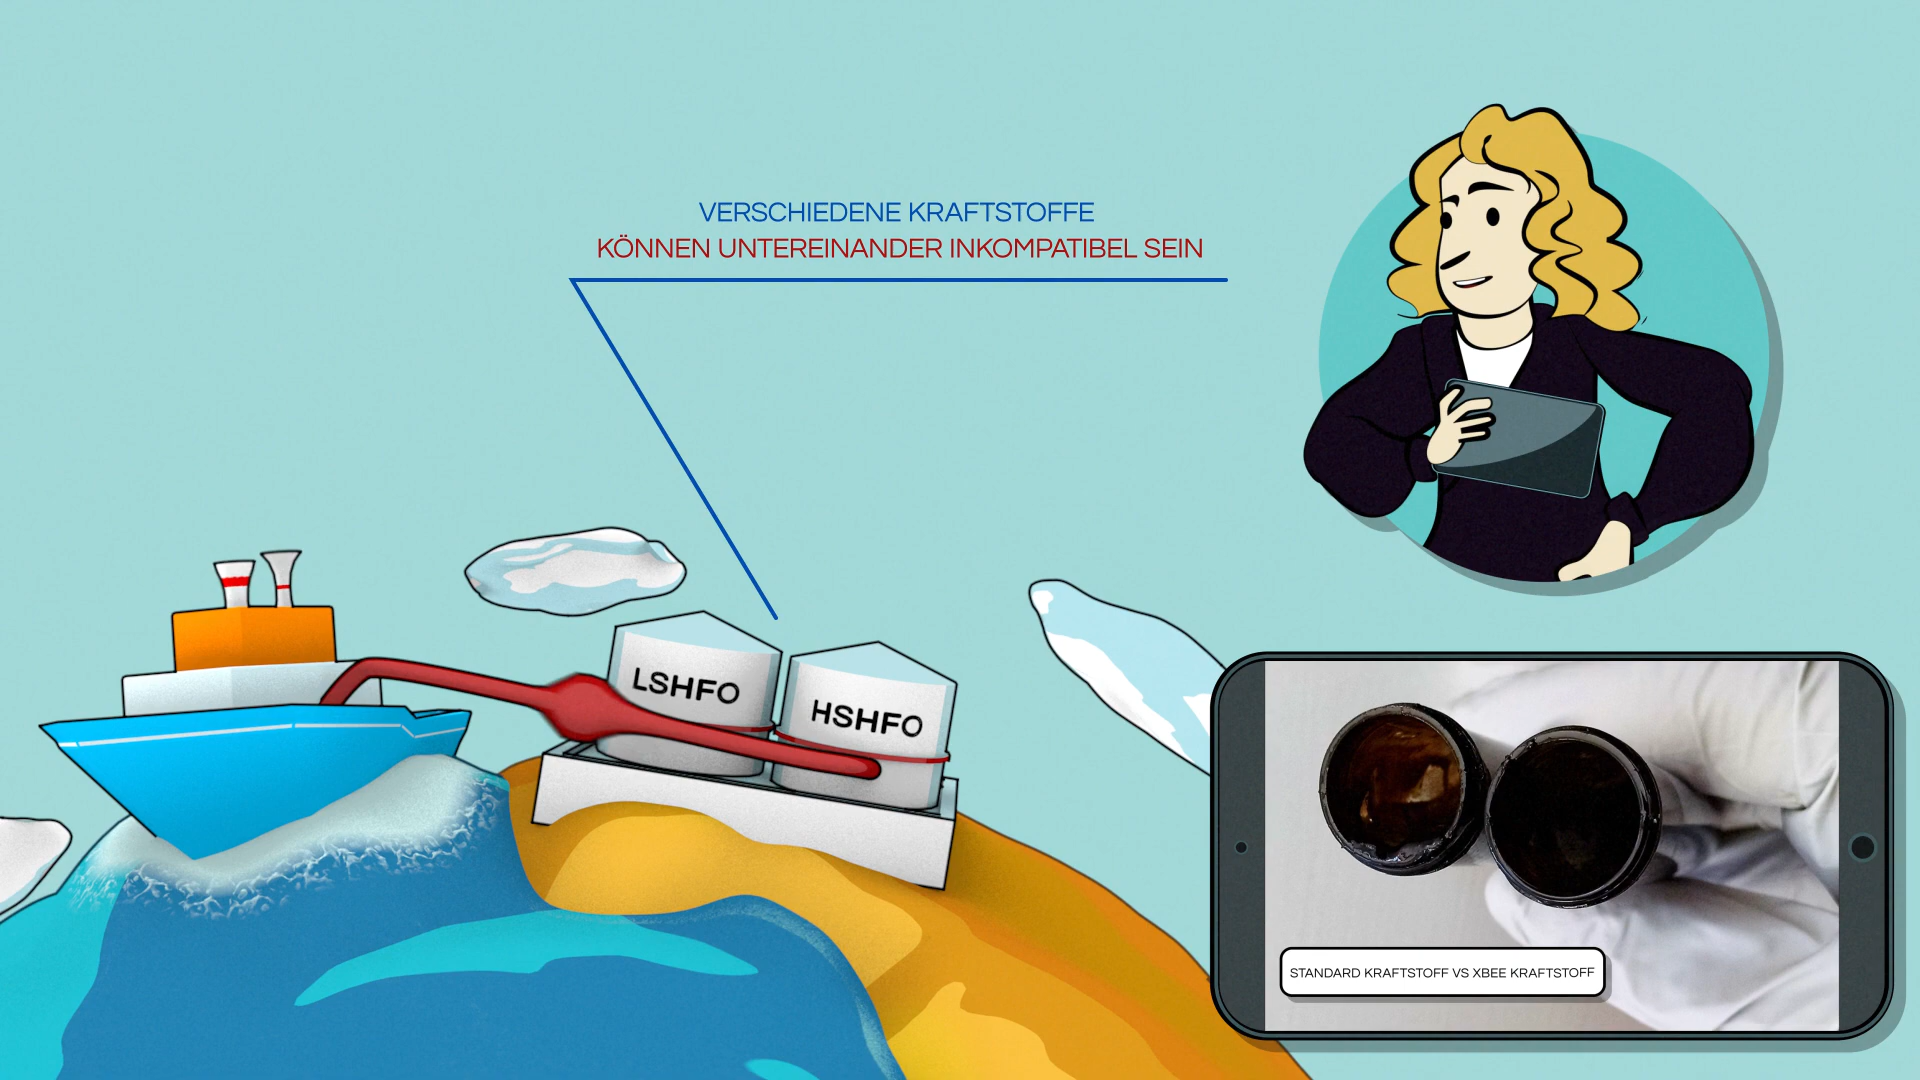 VERSCHIEDENE KRAFTSTOFFE
KÖNNEN UNTEREINANDER INKOMPATIBEL SEIN
LSHFO
HSHFO
STANDARD KRAFTSTOFF VS XBEE KRAFTSTOFF